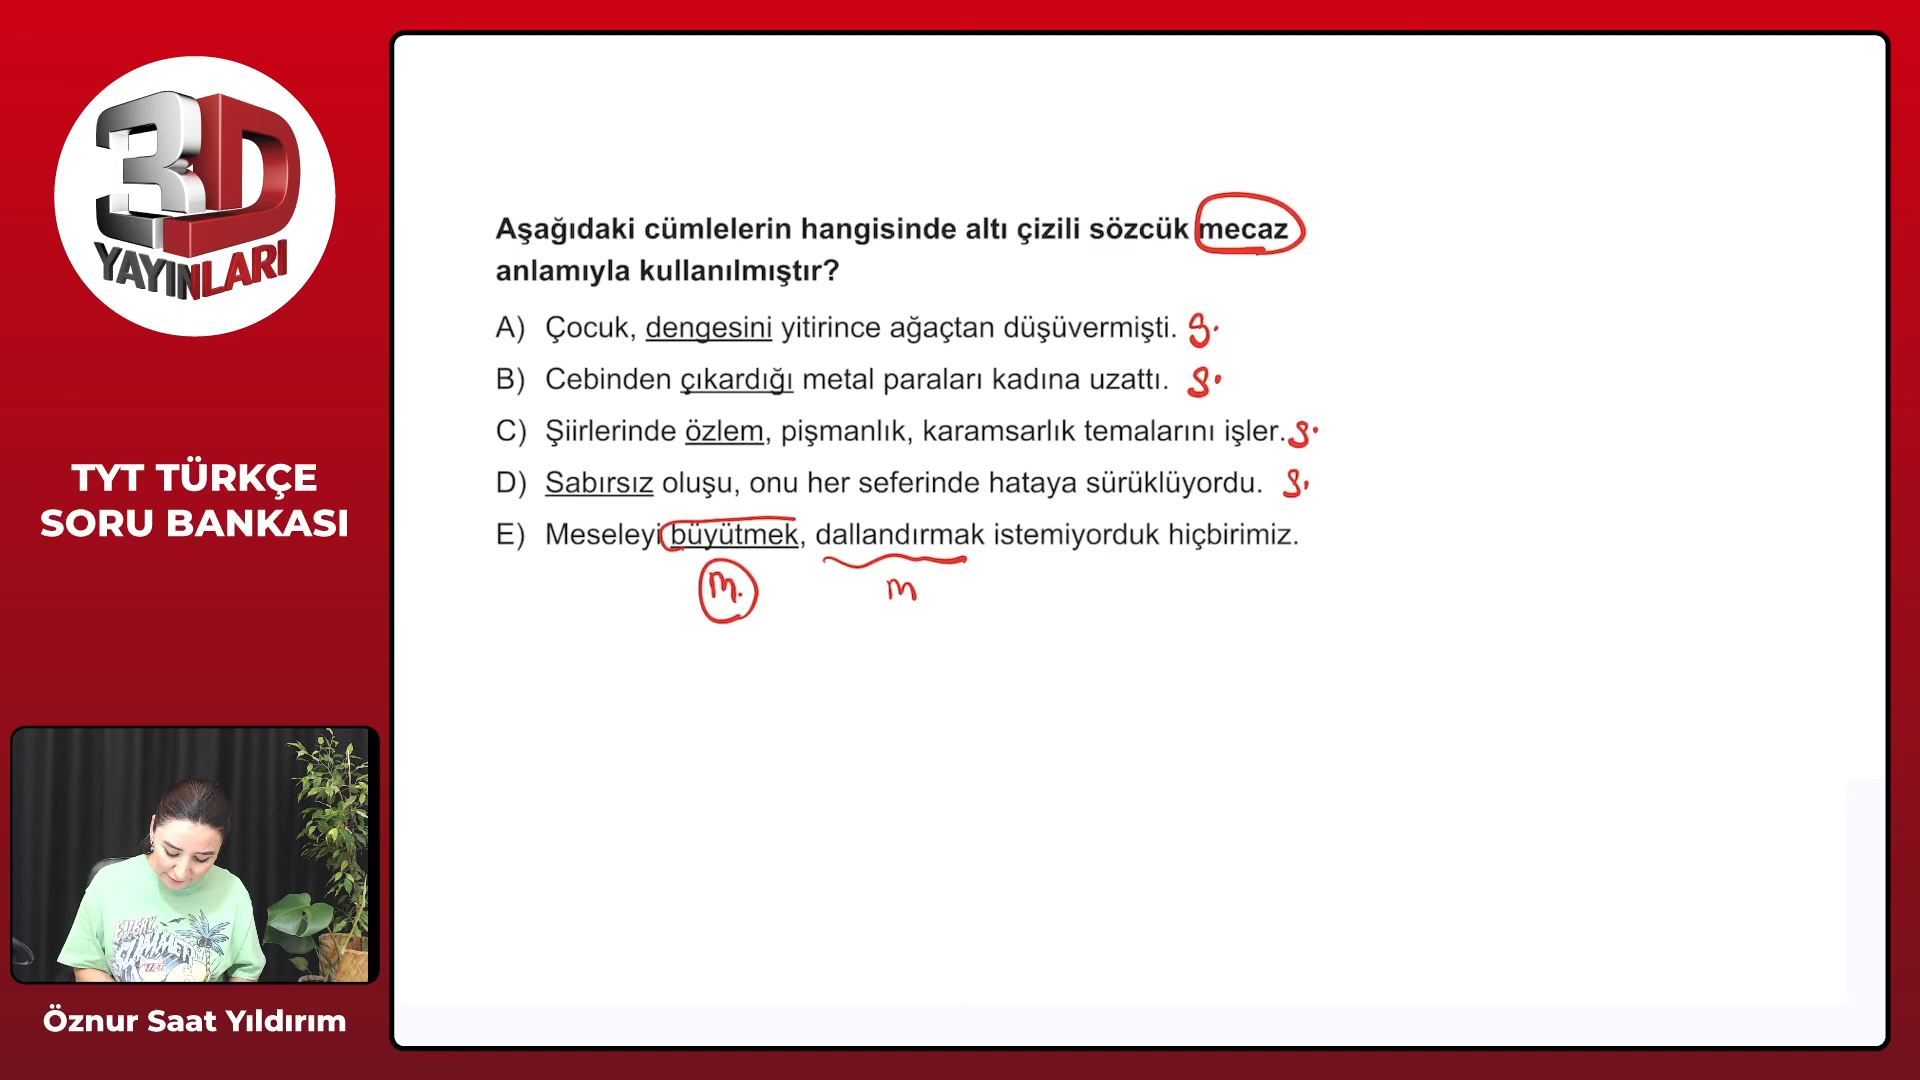 3D
YAYINLARI
TYT TÜRKÇE
SORU BANKASI
Öznur Saat Yıldırım
Aşağıdaki cümlelerin hangisinde altı çizili sözcük mecaz
anlamıyla kullanılmıştır?
A) Çocuk, dengesini yitirince ağaçtan düşüvermişti. g.
B) Cebinden çıkardığı metal paraları kadına uzattı. g.
C) Şiirlerinde özlem, pişmanlık, karamsarlık temalarını işler. g.
D) Sabırsız oluşu, onu her seferinde hataya sürüklüyordu. g.
E) Meseleyi büyütmek, dallandırmak istemiyorduk hiçbirimiz.
m. m